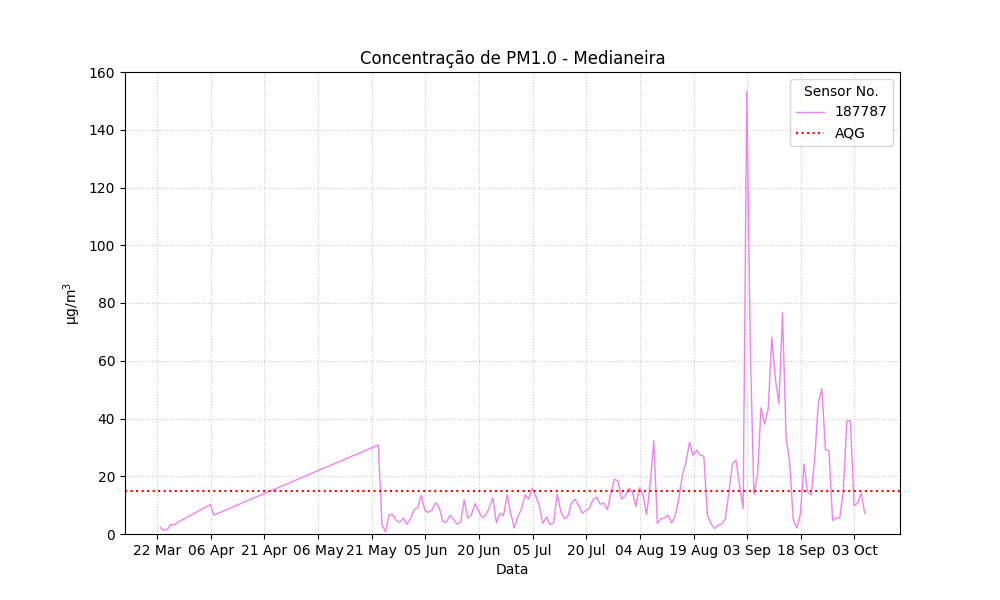 Concentração de PM1.0 - Medianeira
Sensor No.
187787
AQG
160
140
120
100
80
60
40
20
0
µg/m³
22 Mar 06 Apr 21 Apr 06 May 21 May 05 Jun 20 Jun 05 Jul 20 Jul 04 Aug 19 Aug 03 Sep 18 Sep 03 Oct
Data